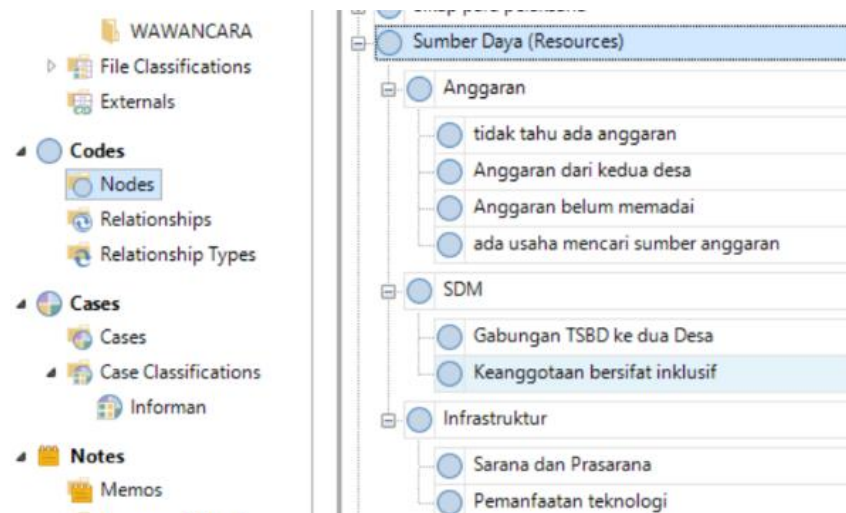 WAWANCARA
File Classifications
Externals
Codes
Nodes
Relationships
Relationship Types
Cases
Cases
Case Classifications
Informan
Notes
Memos
Sumber Daya (Resources)
Anggaran
tidak tahu ada anggaran
Anggaran dari kedua desa
Anggaran belum memadai
ada usaha mencari sumber anggaran
SDM
Gabungan TSBD ke dua Desa
Keanggotaan bersifat inklusif
Infrastruktur
Sarana dan Prasarana
Pemanfaatan teknologi